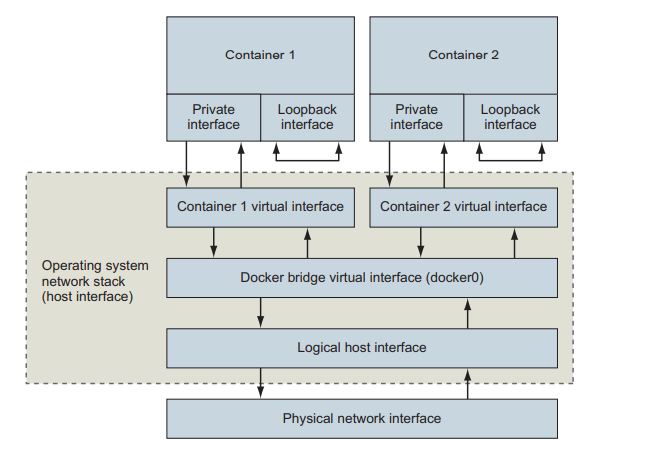 Container 1
Container 2
Private
interface
Loopback
interface
Private
interface
Loopback
interface
Container 1 virtual interface
Container 2 virtual interface
Operating system
network stack
(host interface)
Docker bridge virtual interface (docker0)
Logical host interface
Physical network interface